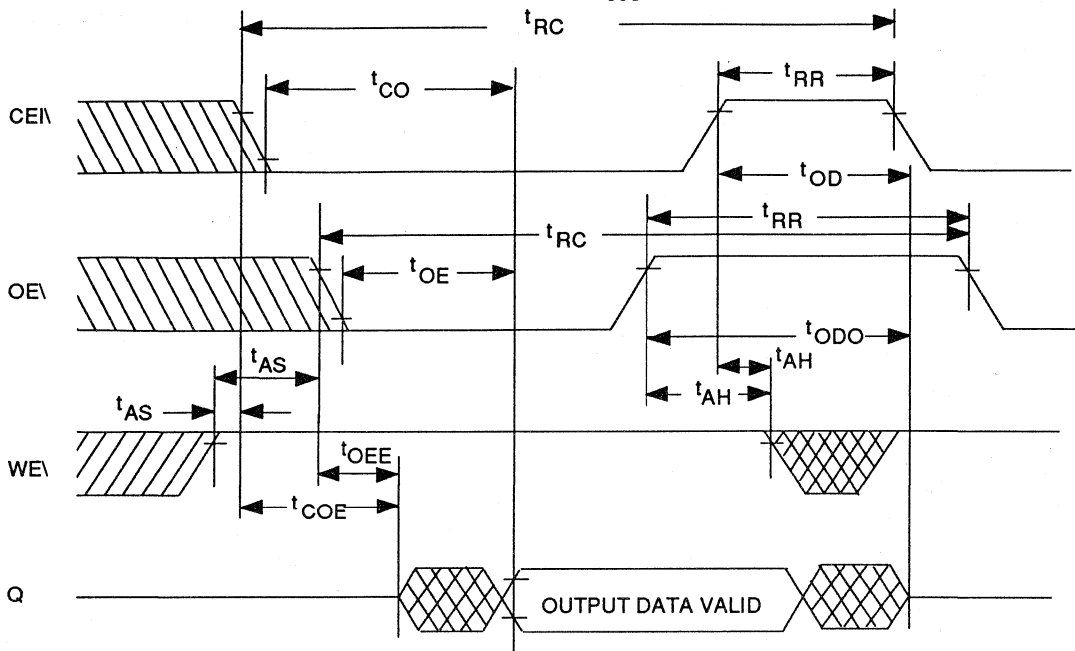 tRC
tRR
tCO
CEI\
tOD
tRR
tRC
tOE
OE\
tODO
tAS
tAH
tAS
tAH
WE\
tOEE
tCOE
Q
OUTPUT DATA VALID